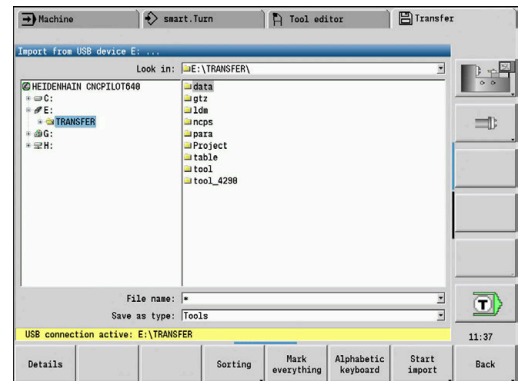 Machine
smart.Turn
Tool editor
Transfer
Import from USB device E: ...
Look in:
E:\TRANSFER\
HEIDENHAIN CNCPILOT640
C:
E:
TRANSFER
G:
H:
data
gtz
ldm
ncps
para
Project
table
tool
tool_4290
File name: *
Save as type: Tools
USB connection active: E:\TRANSFER
T
11:37
Details
Sorting
Mark everything
Alphabetic keyboard
Start import
Back